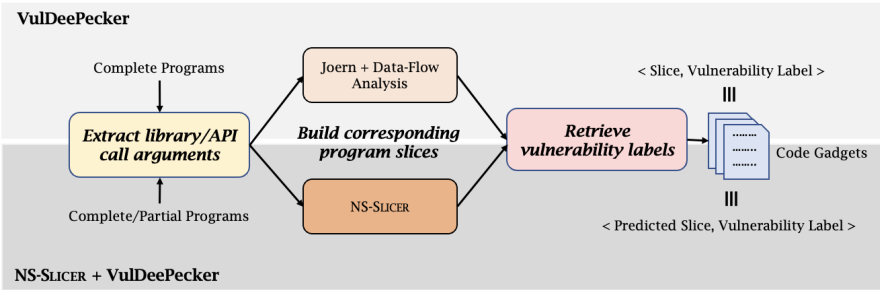 VulDeePecker
Complete Programs
Extract library/API
call arguments
Complete/Partial Programs
Joern + Data-Flow
Analysis
Build corresponding
program slices
NS-SLICER
Retrieve
vulnerability labels
< Slice, Vulnerability Label >
Code Gadgets
< Predicted Slice, Vulnerability Label >
NS-SLICER + VulDeePecker